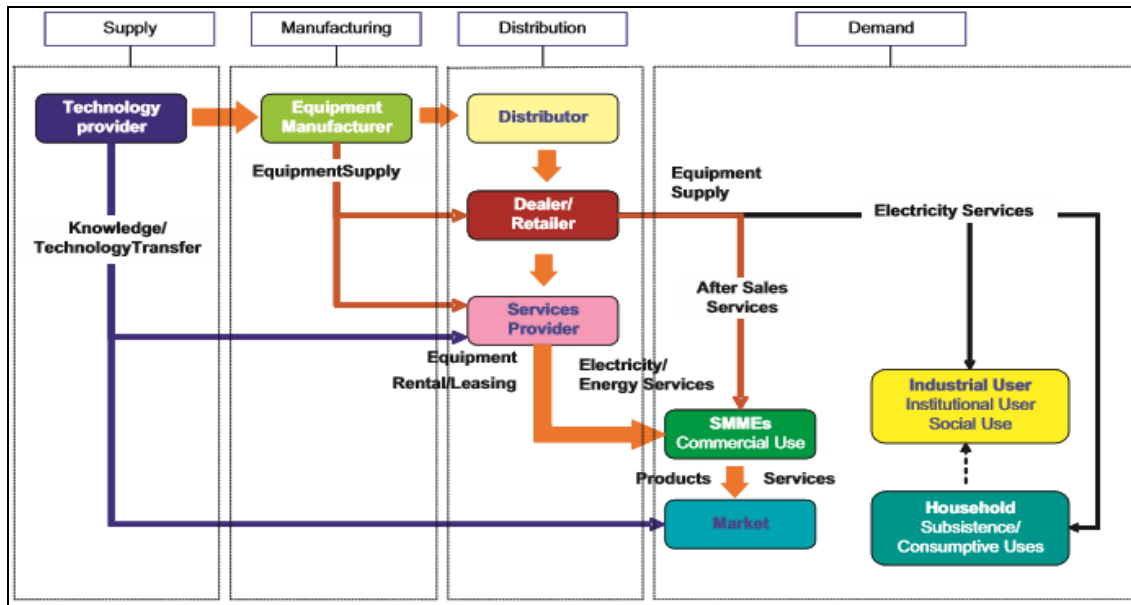 Supply
Manufacturing
Distribution
Demand
Technology
provider
Equipment
Manufacturer
Distributor
EquipmentSupply
Dealer/
Retailer
Equipment
Supply
Electricity Services
Knowledge/
TechnologyTransfer
After Sales
Services
Services
Provider
Equipment
Rental/Leasing
Electricity/
Energy Services
Industrial User
Institutional User
Social Use
SMMEs
Commercial Use
Products
Services
Market
Household
Subsistence/
Consumptive Uses